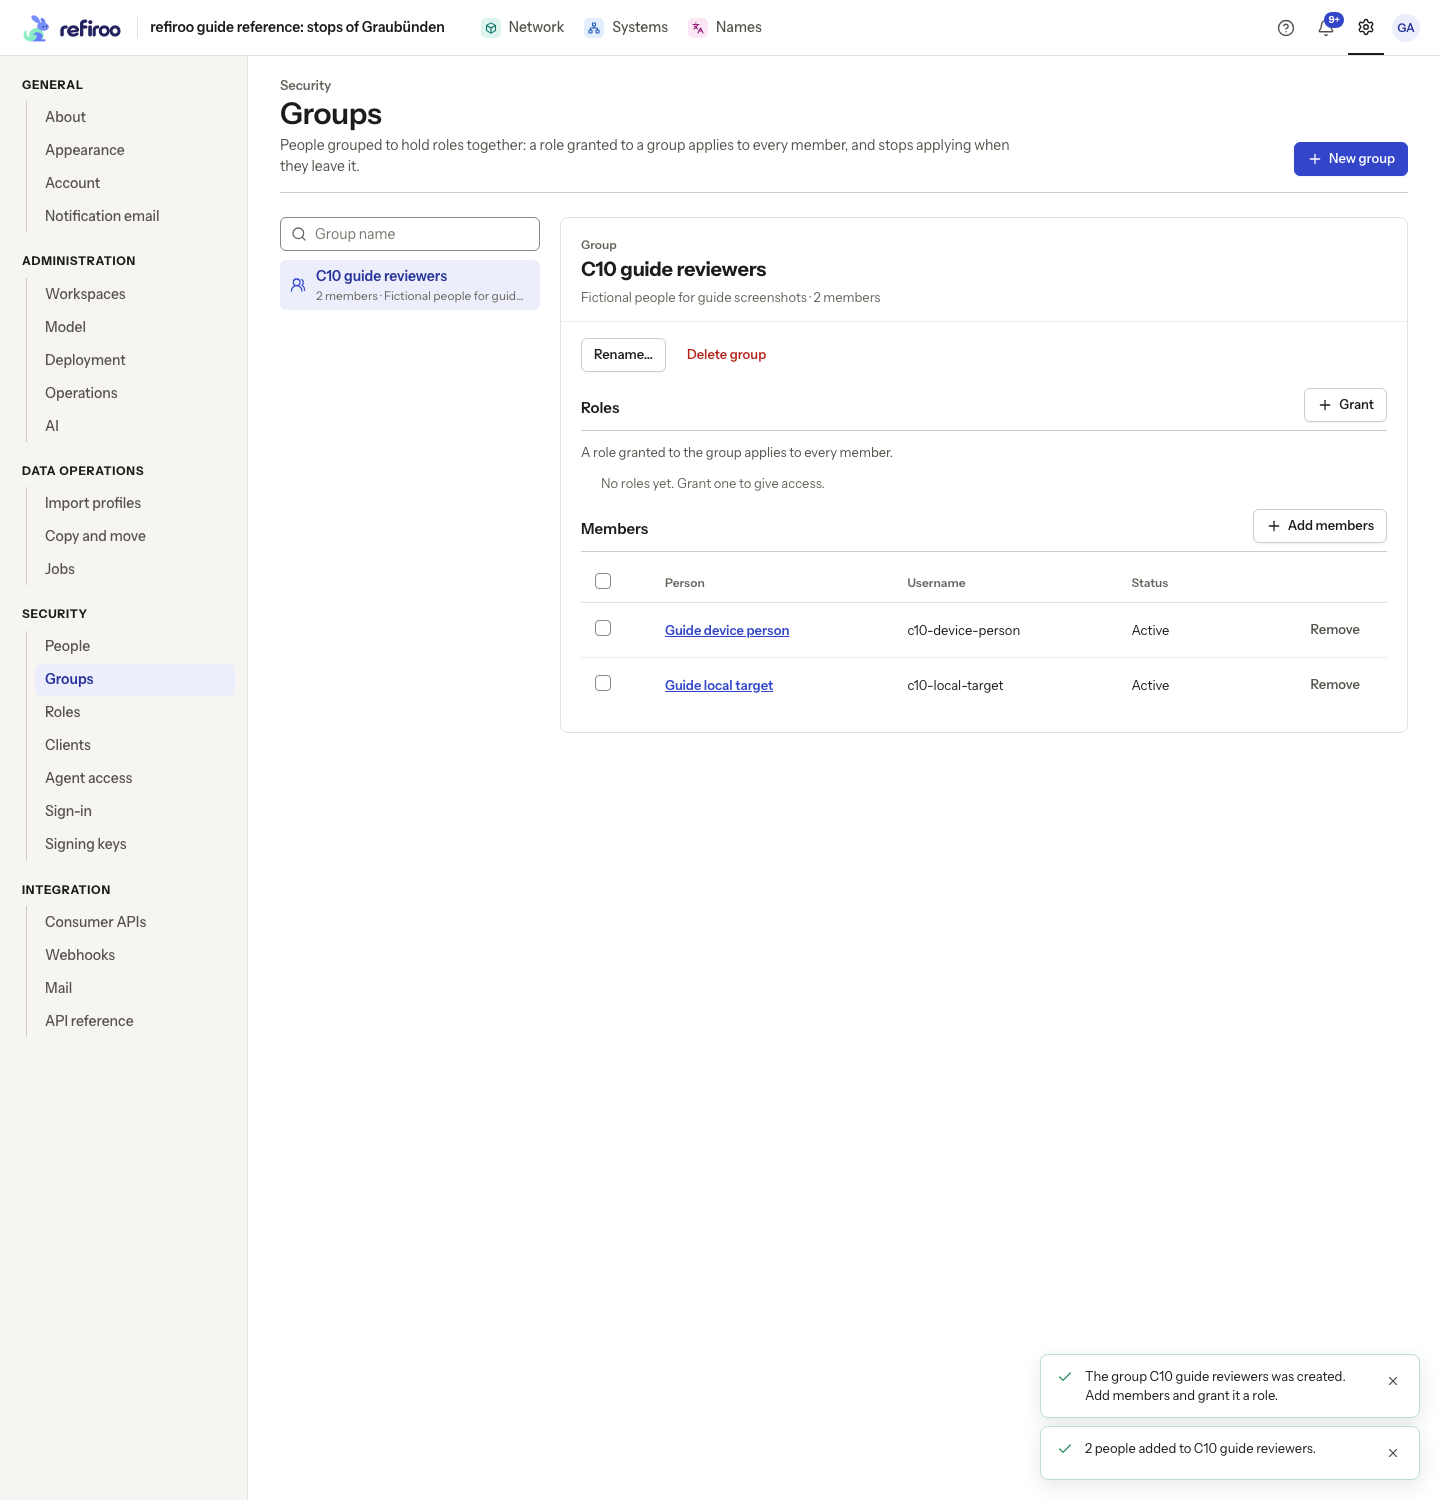 refiroo
refiroo guide reference: stops of Graubünden
Network
Systems
Names
9+
GA
GENERAL
About
Appearance
Account
Notification email
ADMINISTRATION
Workspaces
Model
Deployment
Operations
AI
DATA OPERATIONS
Import profiles
Copy and move
Jobs
SECURITY
People
Groups
Roles
Clients
Agent access
Sign-in
Signing keys
INTEGRATION
Consumer APIs
Webhooks
Mail
API reference
Security
Groups
People grouped to hold roles together: a role granted to a group applies to every member, and stops applying when
they leave it.
New group
Group name
C10 guide reviewers
2 members · Fictional people for guid...
Group
C10 guide reviewers
Fictional people for guide screenshots · 2 members
Rename...
Delete group
Roles
Grant
A role granted to the group applies to every member.
No roles yet. Grant one to give access.
Members
Add members
Person Username Status
Guide device person c10-device-person Active Remove
Guide local target c10-local-target Active Remove
The group C10 guide reviewers was created.
Add members and grant it a role.
2 people added to C10 guide reviewers.